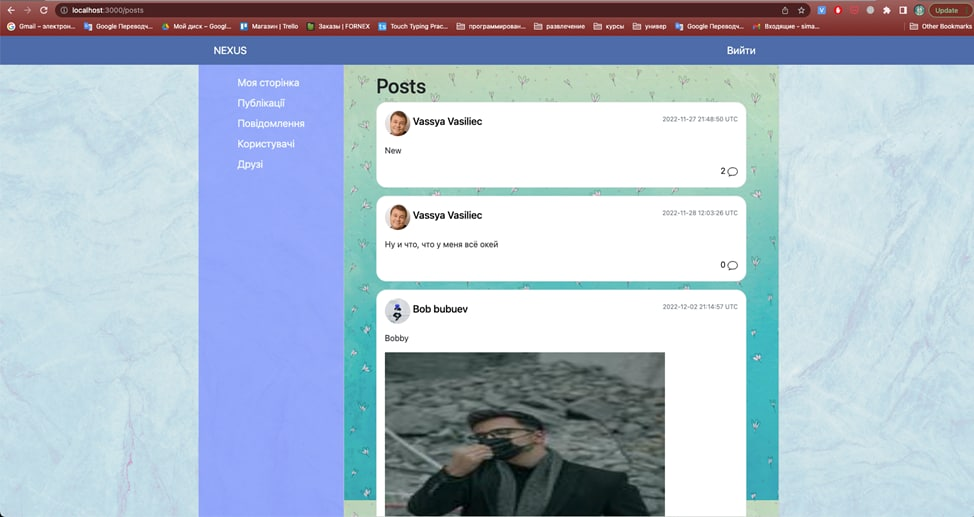 localhost:3000/posts
Update
Gmail – электрон...
Google Переводч...
Мой диск – Googl...
Магазин | Trello
Заказы | FORNEX
Touch Typing Prac...
программирован...
развлечение
курсы
универ
Google Переводч...
Входящие - sima...
Other Bookmarks
NEXUS
Вийти
Моя сторінка
Публікації
Повідомлення
Користувачі
Друзі
Posts
Vassya Vasiliec
2022-11-27 21:48:50 UTC
New
2
Vassya Vasiliec
2022-11-28 12:03:26 UTC
Ну и что, что у меня всё окей
0
Bob bubuev
2022-12-02 21:14:57 UTC
Bobby